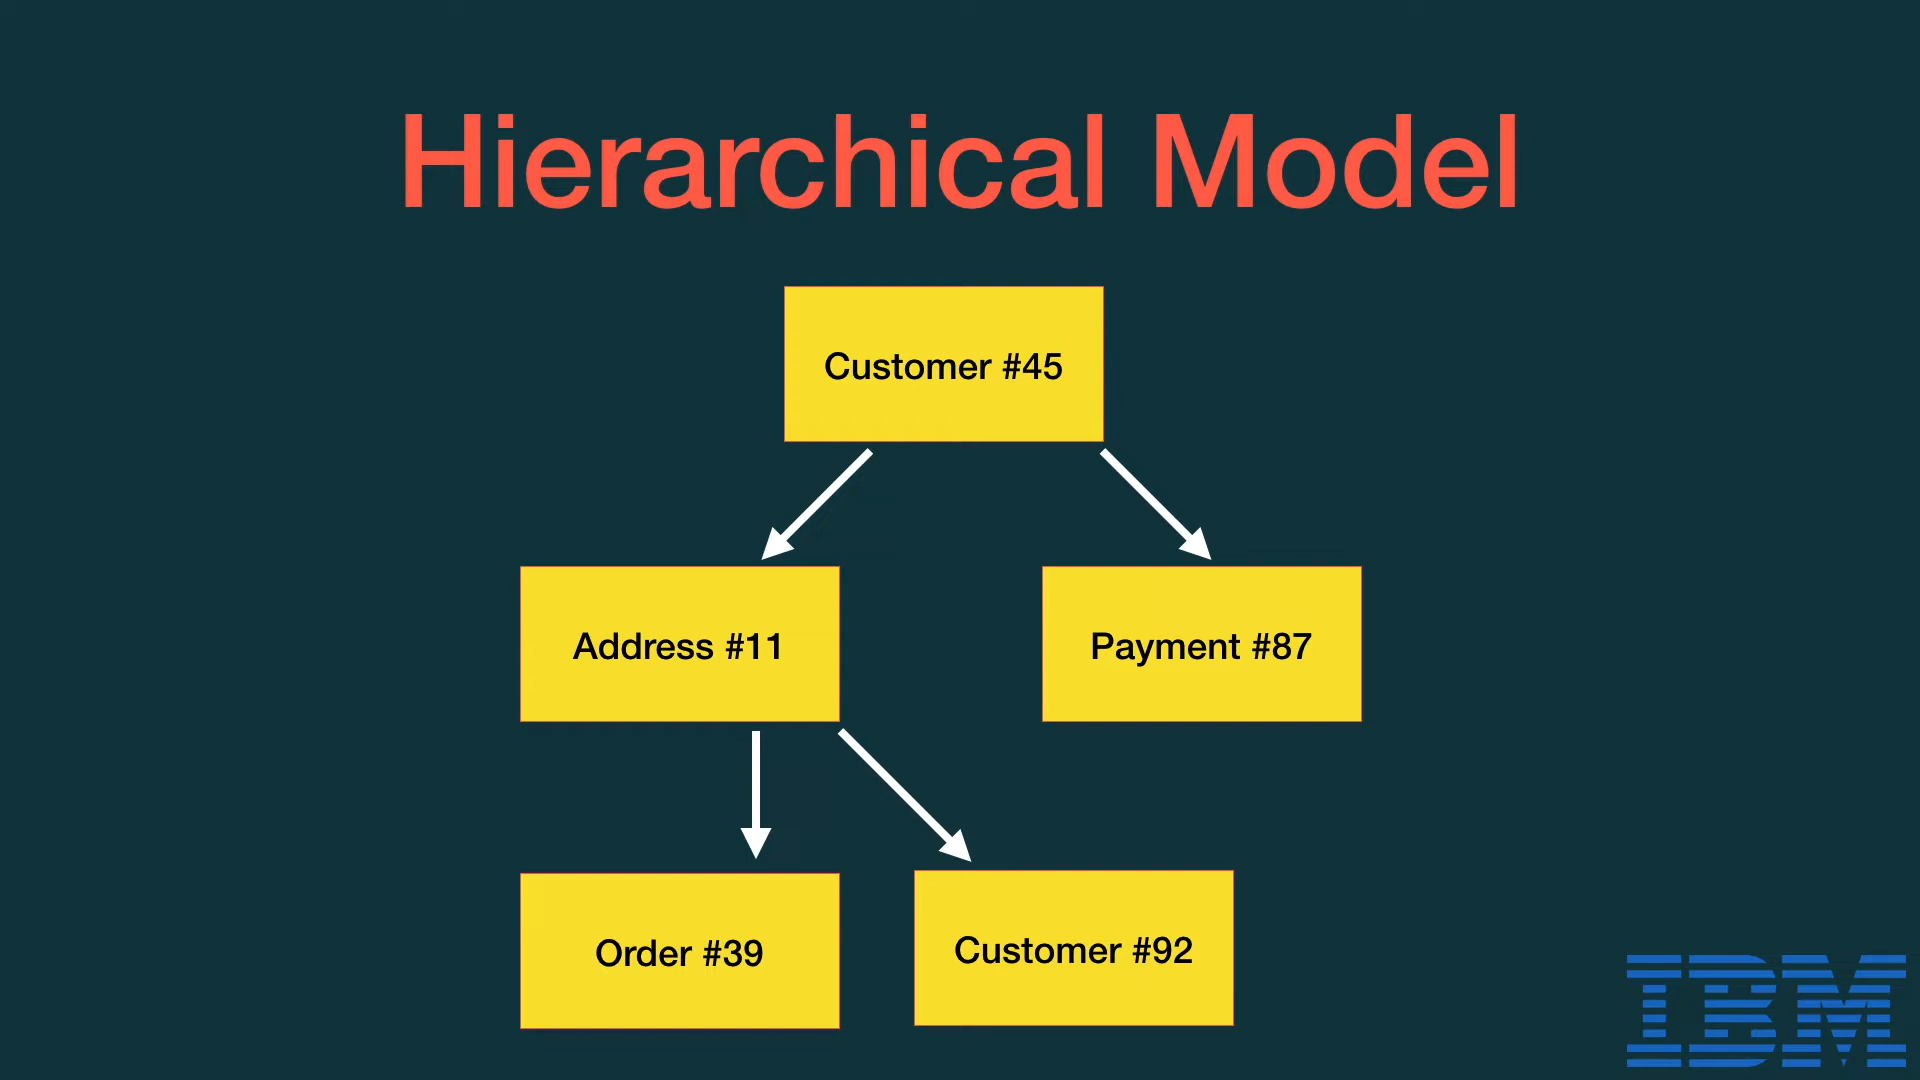 Hierarchical Model
Customer #45
Address #11
Payment #87
Order #39
Customer #92
IBM